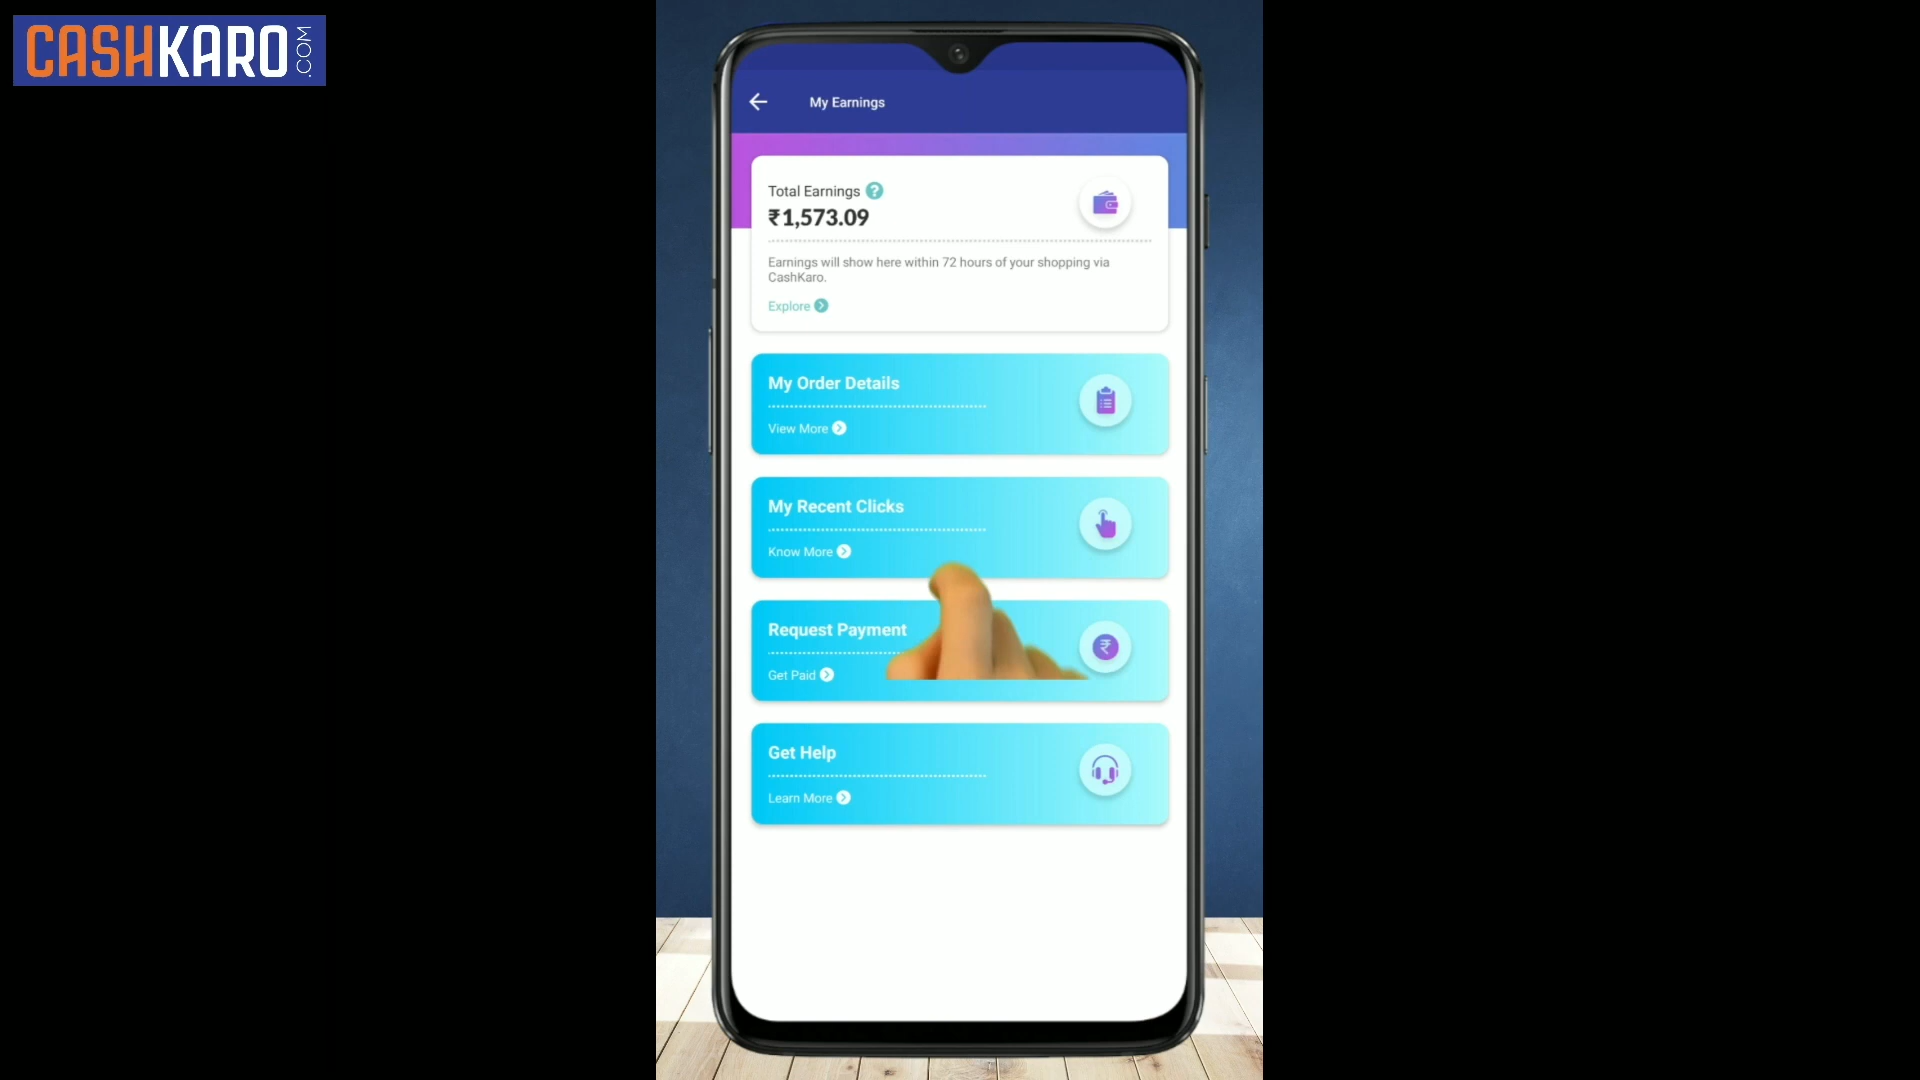 CASHKARO.COM
My Earnings
Total Earnings ?
₹1,573.09
Earnings will show here within 72 hours of your shopping via
CashKaro.
Explore
My Order Details
View More
My Recent Clicks
Know More
Request Payment
₹
Get Paid
Get Help
Learn More